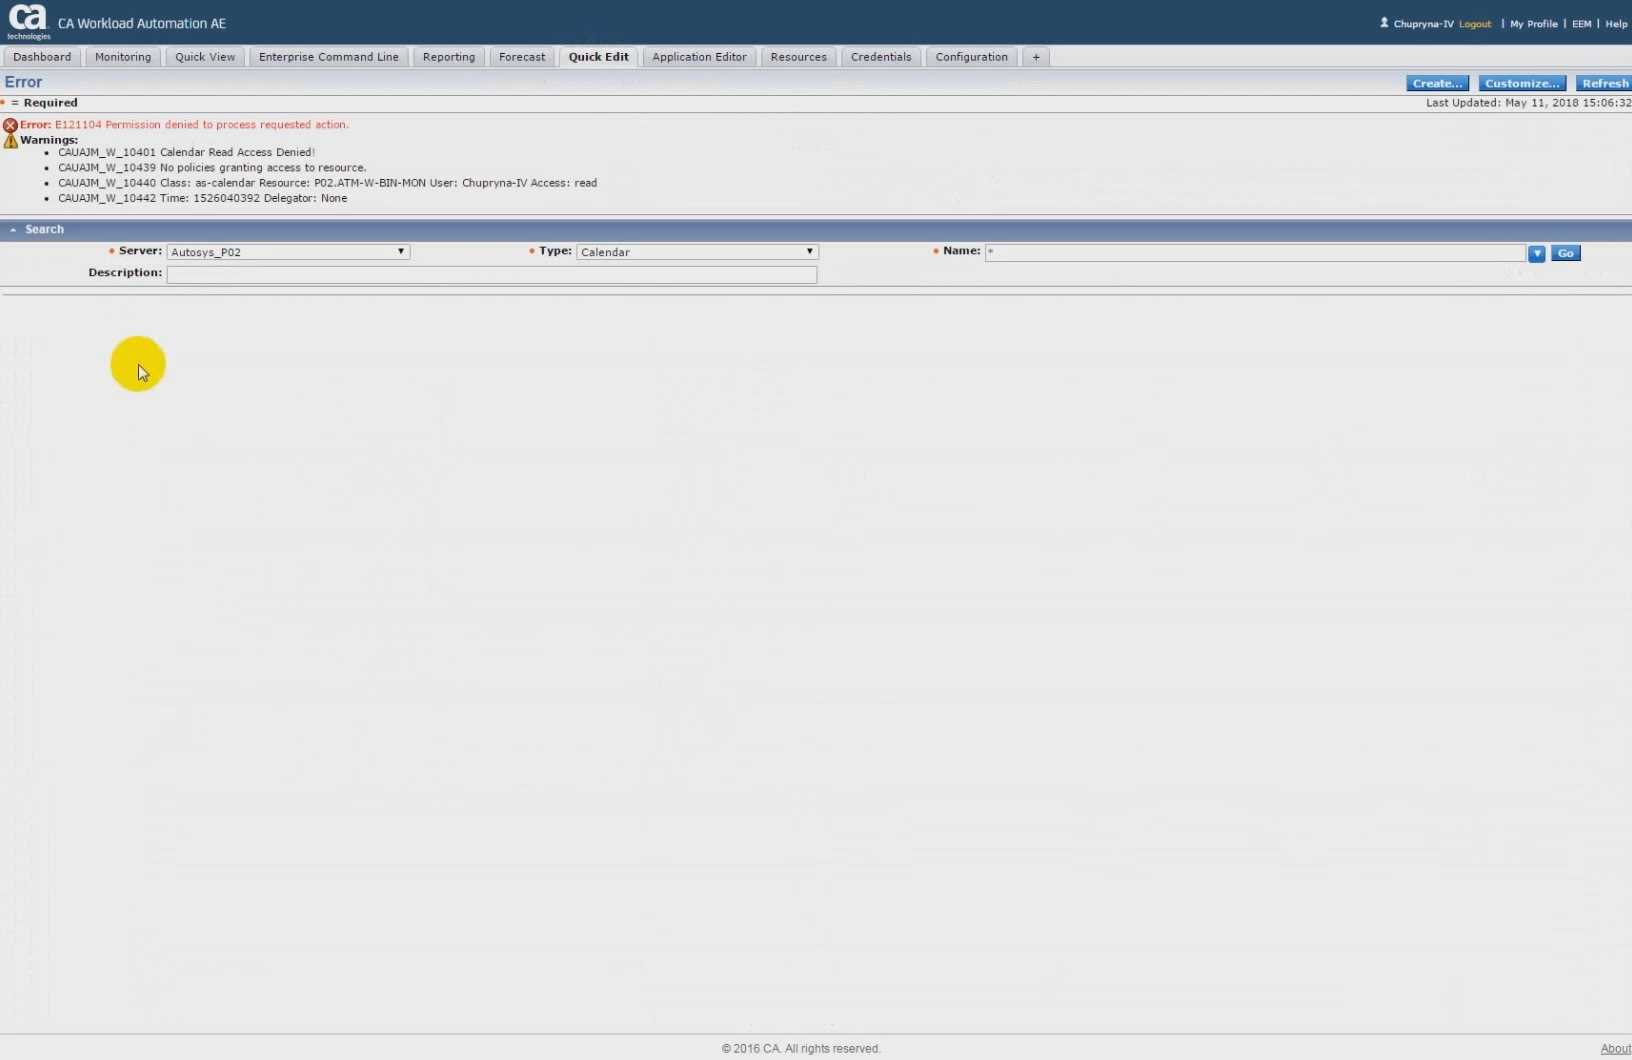 ca
technologies
CA Workload Automation AE
Chupryna-IV Logout | My Profile | EEM | Help
Dashboard Monitoring Quick View Enterprise Command Line Reporting Forecast Quick Edit Application Editor Resources Credentials Configuration +
Error
Create... Customize... Refresh
= Required
Last Updated: May 11, 2018 15:06:32
Error: E121104 Permission denied to process requested action.
Warnings:
• CAUAJM_W_10401 Calendar Read Access Denied!
• CAUAJM_W_10439 No policies granting access to resource.
• CAUAJM_W_10440 Class: as-calendar Resource: P02.ATM-W-BIN-MON User: Chupryna-IV Access: read
• CAUAJM_W_10442 Time: 1526040392 Delegator: None
Search
Server: Autosys_P02 Type: Calendar Name: * Go
Description:
© 2016 CA. All rights reserved.
About